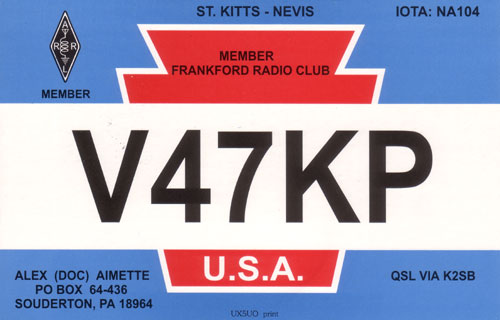 ST. KITTS - NEVIS
IOTA: NA104
A
R R
L
MEMBER
MEMBER
FRANKFORD RADIO CLUB
V47KP
U.S.A.
ALEX (DOC) AIMETTE
PO BOX 64-436
SOUDERTON, PA 18964
QSL VIA K2SB
UX5UO print